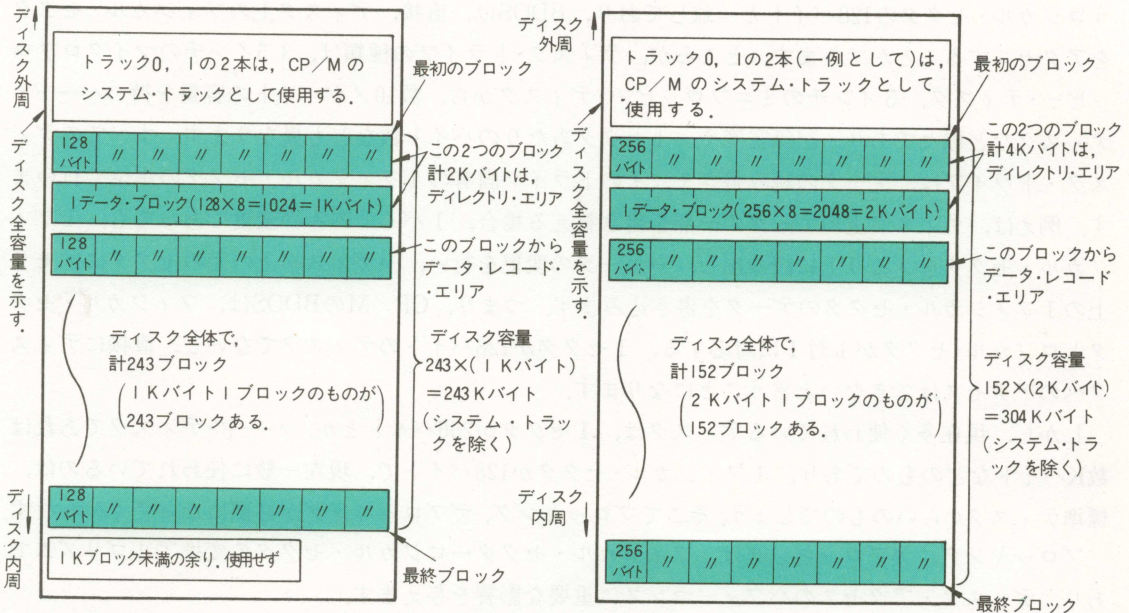 ディスク外周
トラック0，1の2本は，CP／Mの
システム・トラックとして使用する．
最初のブロック
128
バイト
〃 〃 〃 〃 〃 〃 〃
この2つのブロック
計2Kバイトは，
ディレクトリ・エリア
1データ・ブロック(128×8＝1024＝1Kバイト)
128
バイト
〃 〃 〃 〃 〃 〃 〃
このブロックから
データ・レコード・
エリア
ディスク全容量を示す．
ディスク全体で，
計243ブロック
(1Kバイト1ブロックのものが
243ブロックある．)
ディスク容量
243×(1Kバイト)
＝243Kバイト
(システム・トラッ
クを除く)
128
バイト
〃 〃 〃 〃 〃 〃 〃
1Kブロック未満の余り．使用せず
最終ブロック
ディスク内周
ディスク
外周
トラック0，1の2本(一例として)は，
CP／Mのシステム・トラックとして
使用する．
最初のブロック
256
バイト
〃 〃 〃 〃 〃 〃 〃
この2つのブロック
計4Kバイトは，
ディレクトリ・エリア
1データ・ブロック(256×8＝2048＝2Kバイト)
256
バイト
〃 〃 〃 〃 〃 〃 〃
このブロックから
データ・レコード
・エリア
ディスク全容量を示す．
ディスク全体で，
計152ブロック
(2Kバイト1ブロックのものが
152ブロックある．)
ディスク容量
152×(2Kバイト)
＝304Kバイト
(システム・トラ
ックを除く)
ディスク
内周
256
バイト
〃 〃 〃 〃 〃 〃 〃
最終ブロック